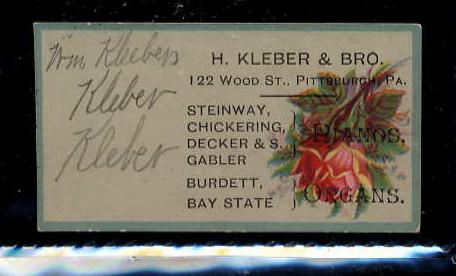 Wm Kleber's
Kleber
Kleber
H. KLEBER & BRO.
122 WOOD ST., PITTSBURGH, PA.
STEINWAY,
CHICKERING,
DECKER & S.
GABLER
} PIANOS.
BURDETT,
BAY STATE
} ORGANS.